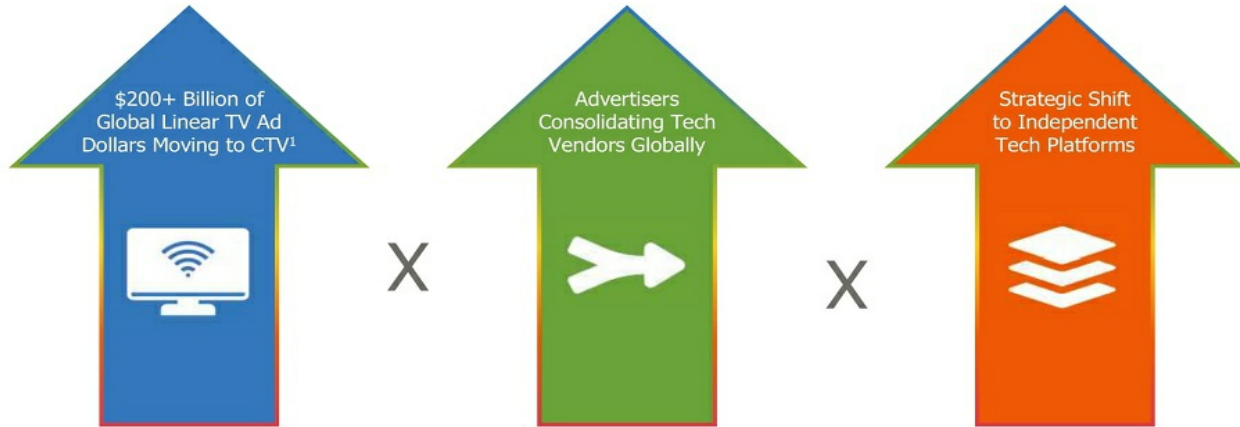 $200+ Billion of
Global Linear TV Ad
Dollars Moving to CTV¹
X
Advertisers
Consolidating Tech
Vendors Globally
X
Strategic Shift
to Independent
Tech Platforms